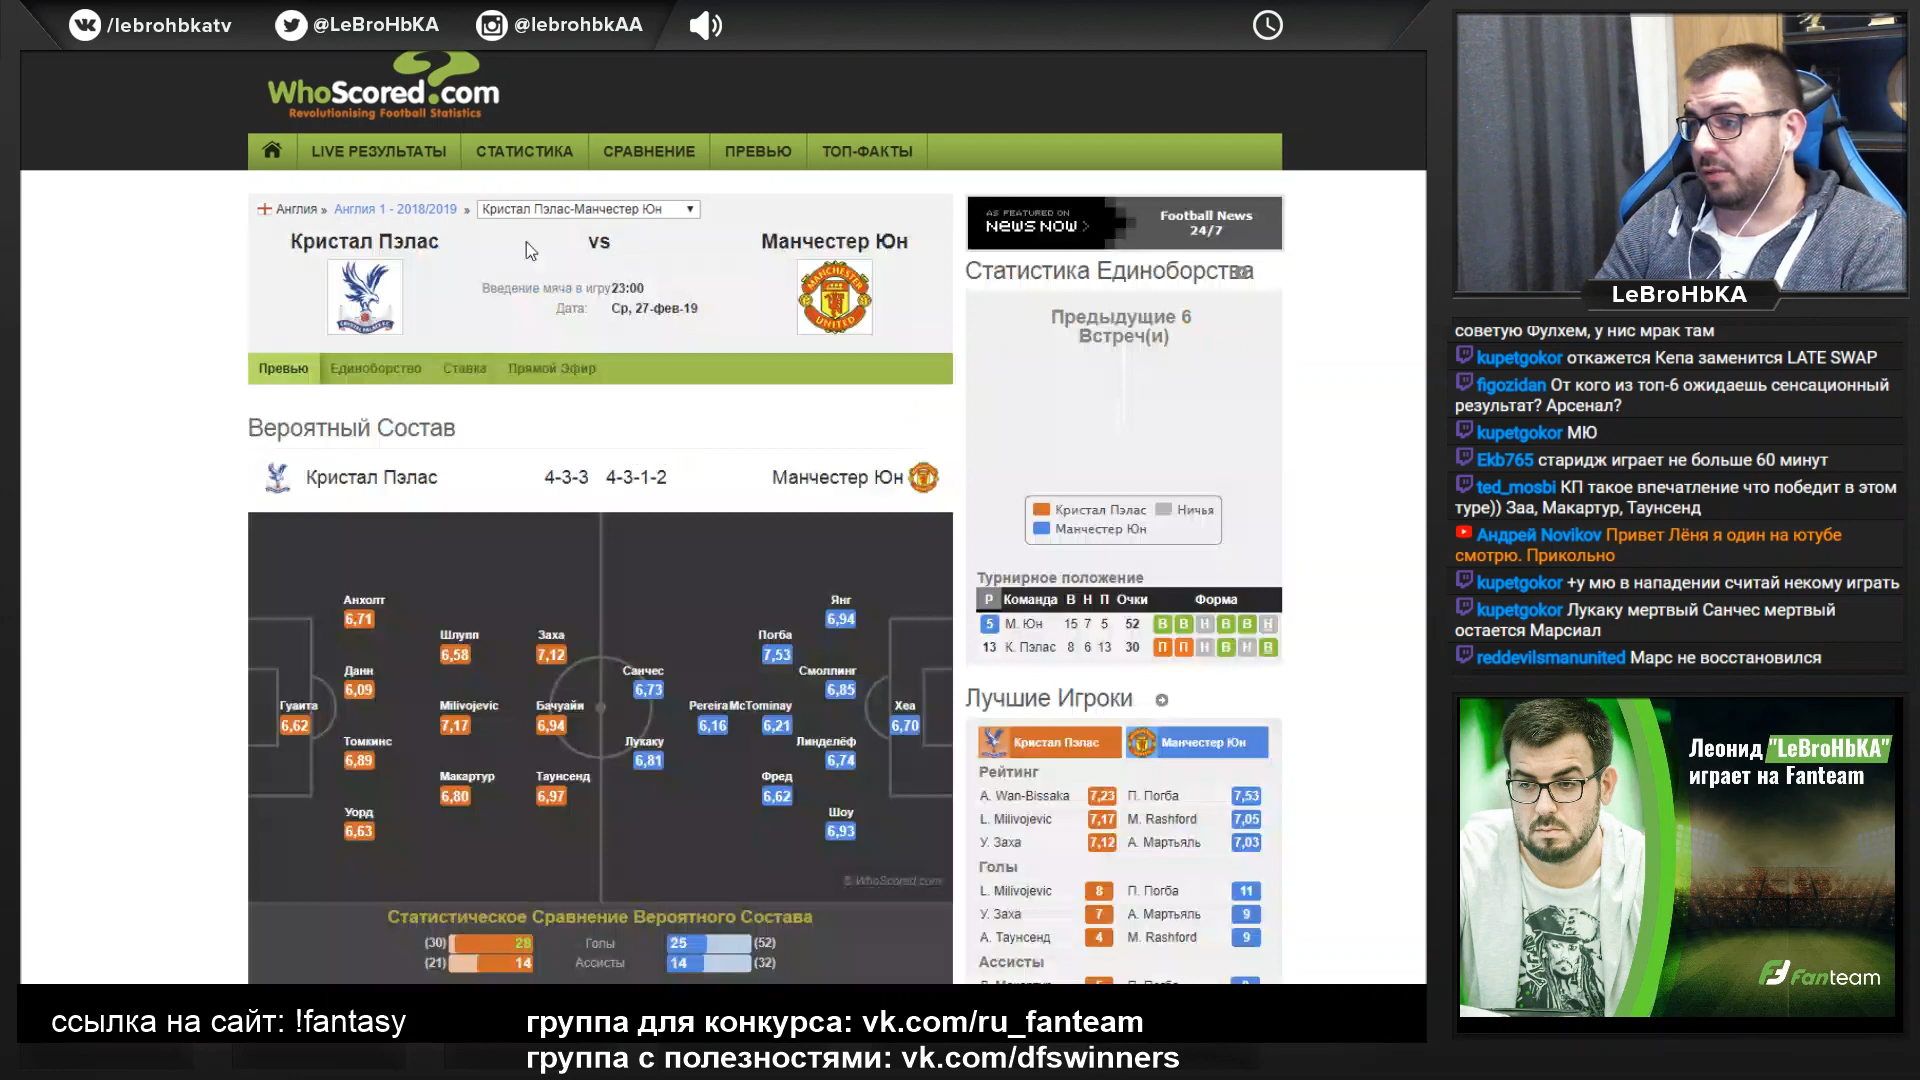 /lebrohbkatv
@LeBroHbKA
@lebrohbkAA
WhoScored.com
Revolutionising Football Statistics
LIVE РЕЗУЛЬТАТЫ
СТАТИСТИКА
СРАВНЕНИЕ
ПРЕВЬЮ
ТОП-ФАКТЫ
Англия »
Англия 1 - 2018/2019 »
Кристал Пэлас-Манчестер Юн
Кристал Пэлас
vs
Манчестер Юн
Введение мяча в игру 23:00
Дата: Ср, 27-фев-19
Превью
Единоборство
Ставка
Прямой Эфир
Вероятный Состав
Кристал Пэлас
4-3-3
4-3-1-2
Манчестер Юн
Анхолт
6,71
Данн
6,09
Гуаита
6,62
Томкинс
6,89
Уорд
6,63
Шлупп
6,58
Milivojevic
7,17
Макартур
6,80
Заха
7,12
Бачуайи
6,94
Таунсенд
6,97
Санчес
6,73
Лукаку
6,81
Pereira
6,16
Погба
7,53
McTominay
6,21
Фред
6,62
Янг
6,94
Смоллинг
6,85
Линделёф
6,74
Шоу
6,93
Хеа
6,70
© WhoScored.com
Статистическое Сравнение Вероятного Состава
(30) 28 Голы 25 (52)
(21) 14 Ассисты 14 (32)
AS FEATURED ON
NEWS NOW >
Football News
24/7
Статистика Единоборства
Предыдущие 6
Встреч(и)
Кристал Пэлас
Ничья
Манчестер Юн
Турнирное положение
Р Команда В Н П Очки Форма
5 М. Юн 15 7 5 52 В В Н В В Н
13 К. Пэлас 8 6 13 30 П П Н В Н В
Лучшие Игроки
Кристал Пэлас
Манчестер Юн
Рейтинг
A. Wan-Bissaka 7,23 П. Погба 7,53
L. Milivojevic 7,17 M. Rashford 7,05
У. Заха 7,12 А. Мартьяль 7,03
Голы
L. Milivojevic 8 П. Погба 11
У. Заха 7 А. Мартьяль 9
А. Таунсенд 4 M. Rashford 9
Ассисты
LeBroHbKA
советую Фулхем, у нис мрак там
kupetgokor откажется Кепа заменится LATE SWAP
figozidan От кого из топ-6 ожидаешь сенсационный
результат? Арсенал?
kupetgokor МЮ
Ekb765 старидж играет не больше 60 минут
ted_mosbi КП такое впечатление что победит в этом
туре)) Заа, Макартур, Таунсенд
Андрей Novikov Привет Лёня я один на ютубе
смотрю. Прикольно
kupetgokor +у мю в нападении считай некому играть
kupetgokor Лукаку мертвый Санчес мертвый
остается Марсиал
reddevilsmanunited Марс не восстановился
Леонид "LeBroHbKA"
играет на Fanteam
Fanteam
ссылка на сайт: !fantasy
группа для конкурса: vk.com/ru_fanteam
группа с полезностями: vk.com/dfswinners